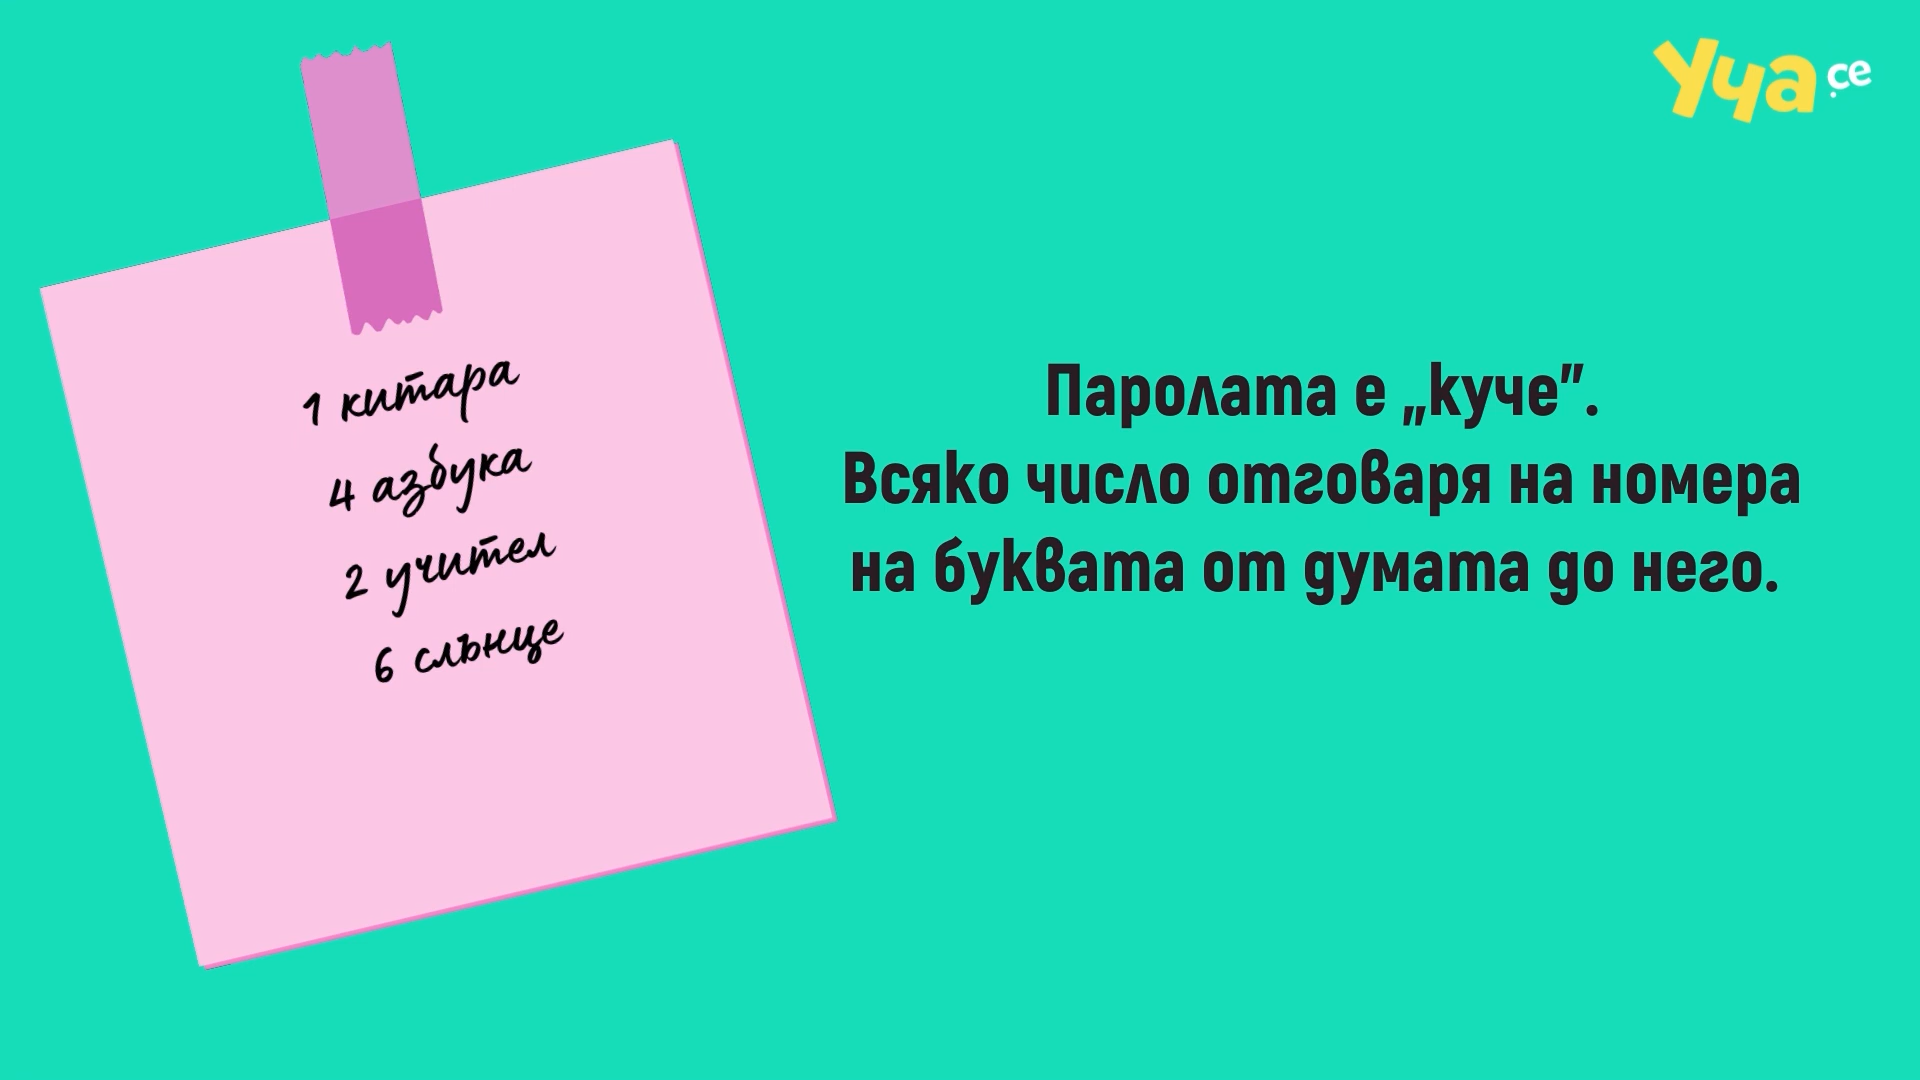 Уча.се
1 китара
4 азбука
2 учител
6 слънце
Паролата е „куче”.
Всяко число отговаря на номера
на буквата от думата до него.